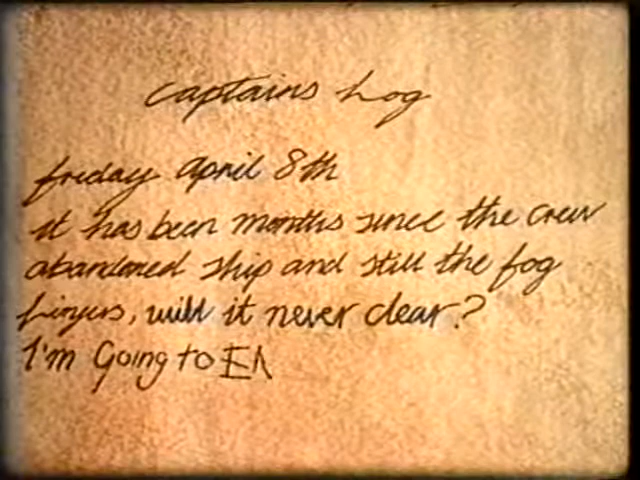 Captains Log
friday April 8th
it has been months since the crew
abandoned ship and still the fog
lingers, will it never clear?
I'm Going to EA